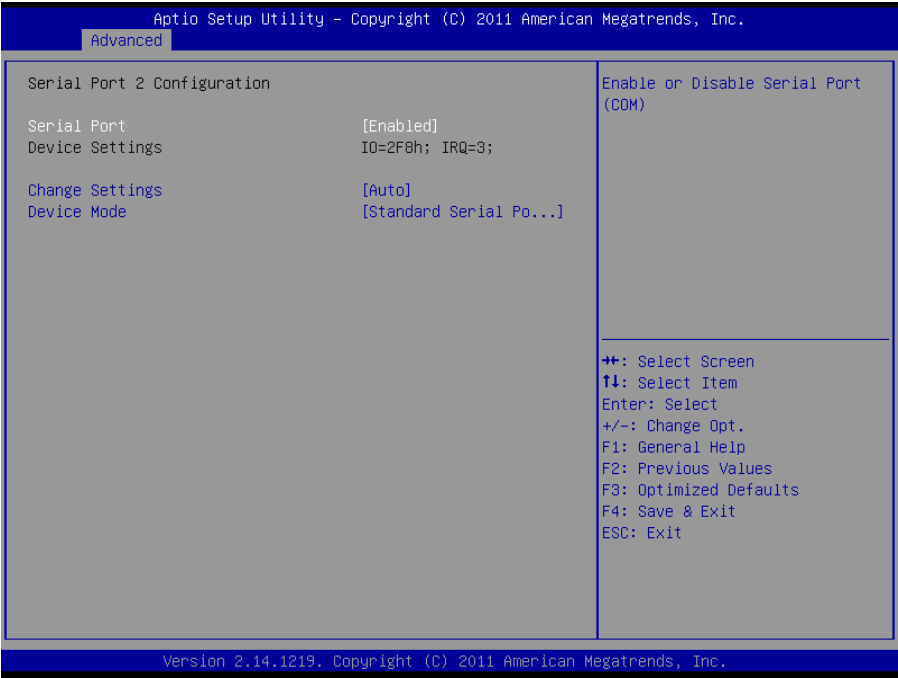 Aptio Setup Utility – Copyright (C) 2011 American Megatrends, Inc.
Advanced
Serial Port 2 Configuration
Serial Port [Enabled]
Device Settings IO=2F8h; IRQ=3;
Change Settings [Auto]
Device Mode [Standard Serial Po...]
Enable or Disable Serial Port
(COM)
→←: Select Screen
↑↓: Select Item
Enter: Select
+/-: Change Opt.
F1: General Help
F2: Previous Values
F3: Optimized Defaults
F4: Save & Exit
ESC: Exit
Version 2.14.1219. Copyright (C) 2011 American Megatrends, Inc.